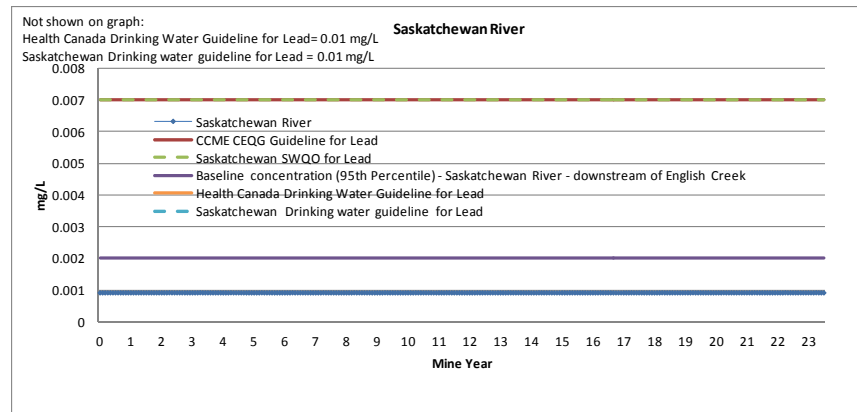 Not shown on graph:
Health Canada Drinking Water Guideline for Lead= 0.01 mg/L
Saskatchewan Drinking water guideline for Lead = 0.01 mg/L
Saskatchewan River
0.008
0.007
0.006
0.005
0.004
0.003
0.002
0.001
0
mg/L
Saskatchewan River
CCME CEQG Guideline for Lead
Saskatchewan SWQO for Lead
Baseline concentration (95th Percentile) - Saskatchewan River - downstream of English Creek
Health Canada Drinking Water Guideline for Lead
Saskatchewan Drinking water guideline for Lead
0 1 2 3 4 5 6 7 8 9 10 11 12 13 14 15 16 17 18 19 20 21 22 23
Mine Year